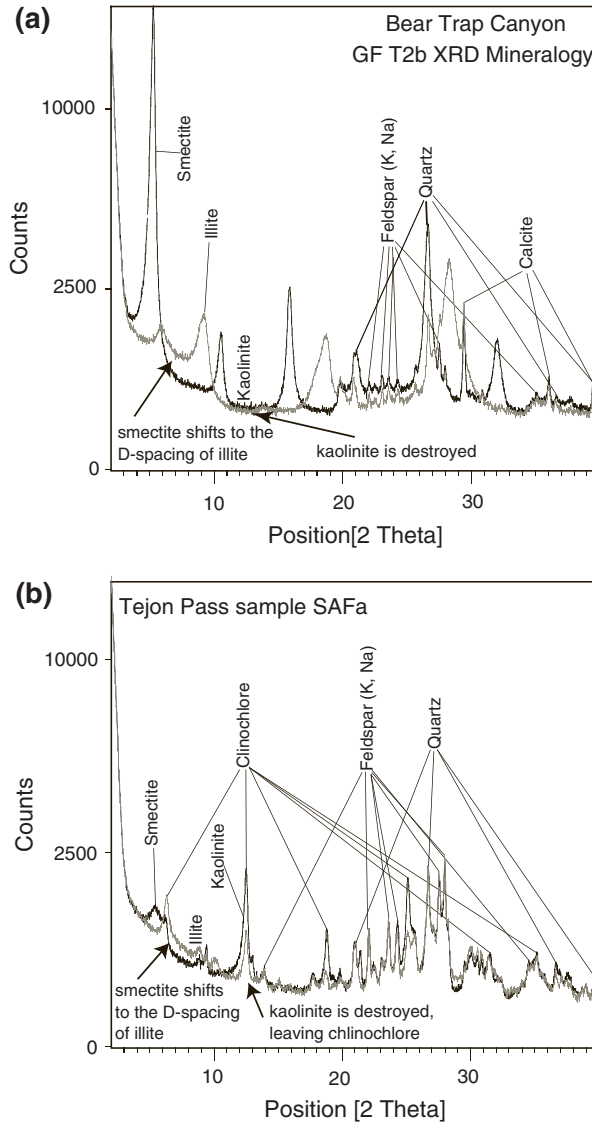 (a)
Bear Trap Canyon
GF T2b XRD Mineralogy
10000
2500
0
Counts
Smectite
Illite
Kaolinite
Feldspar (K, Na)
Quartz
Calcite
smectite shifts to the
D-spacing of illite
kaolinite is destroyed
10
20
30
Position[2 Theta]
(b)
Tejon Pass sample SAFa
10000
2500
0
Counts
Smectite
Illite
Kaolinite
Clinochlore
Feldspar (K, Na)
Quartz
smectite shifts
to the D-spacing
of illite
kaolinite is destroyed,
leaving chlinochlore
10
20
30
Position [2 Theta]